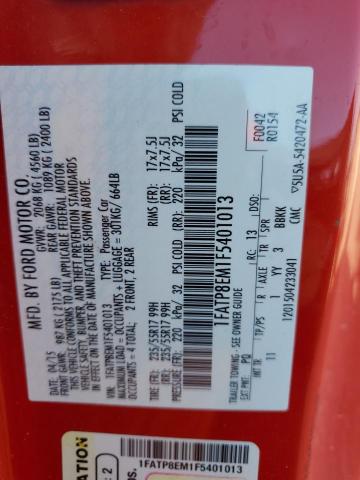 MFD. BY FORD MOTOR CO.
DATE: 04/15 GVWR: 2068 KG ( 4560 LB)
FRONT GAWR: 987 KG ( 2175 LB) REAR GAWR: 1089 KG ( 2400 LB)
THIS VEHICLE CONFORMS TO ALL APPLICABLE FEDERAL MOTOR
VEHICLE SAFETY, BUMPER, AND THEFT PREVENTION STANDARDS
IN EFFECT ON THE DATE OF MANUFACTURE SHOWN ABOVE.
VIN: 1FATP8EM1F5401013 TYPE: Passenger Car
MAXIMUM LOAD= OCCUPANTS + LUGGAGE = 301KG/ 664LB
OCCUPANTS = 4 TOTAL: 2 FRONT, 2 REAR
TIRE (FR): 235/55R17 99H RIMS (FR): 17x7.5J
TIRE (RR): 235/55R17 99H (RR): 17x7.5J
PRESSURE (FR): 220 kPa/ 32 PSI COLD (RR): 220 kPa/ 32 PSI COLD
1FATP8EM1F5401013
TRAILER TOWING - SEE OWNER GUIDE F0042
R0154
EXT PNT: PQ RC: 13 DSO:
INT TR TP/PS R AXLE TR
11 I YY 3 BBKK
1201504233041 CMC ▽5U5A-5420472-AA
1FATP8EM1F5401013
: 2
bs.